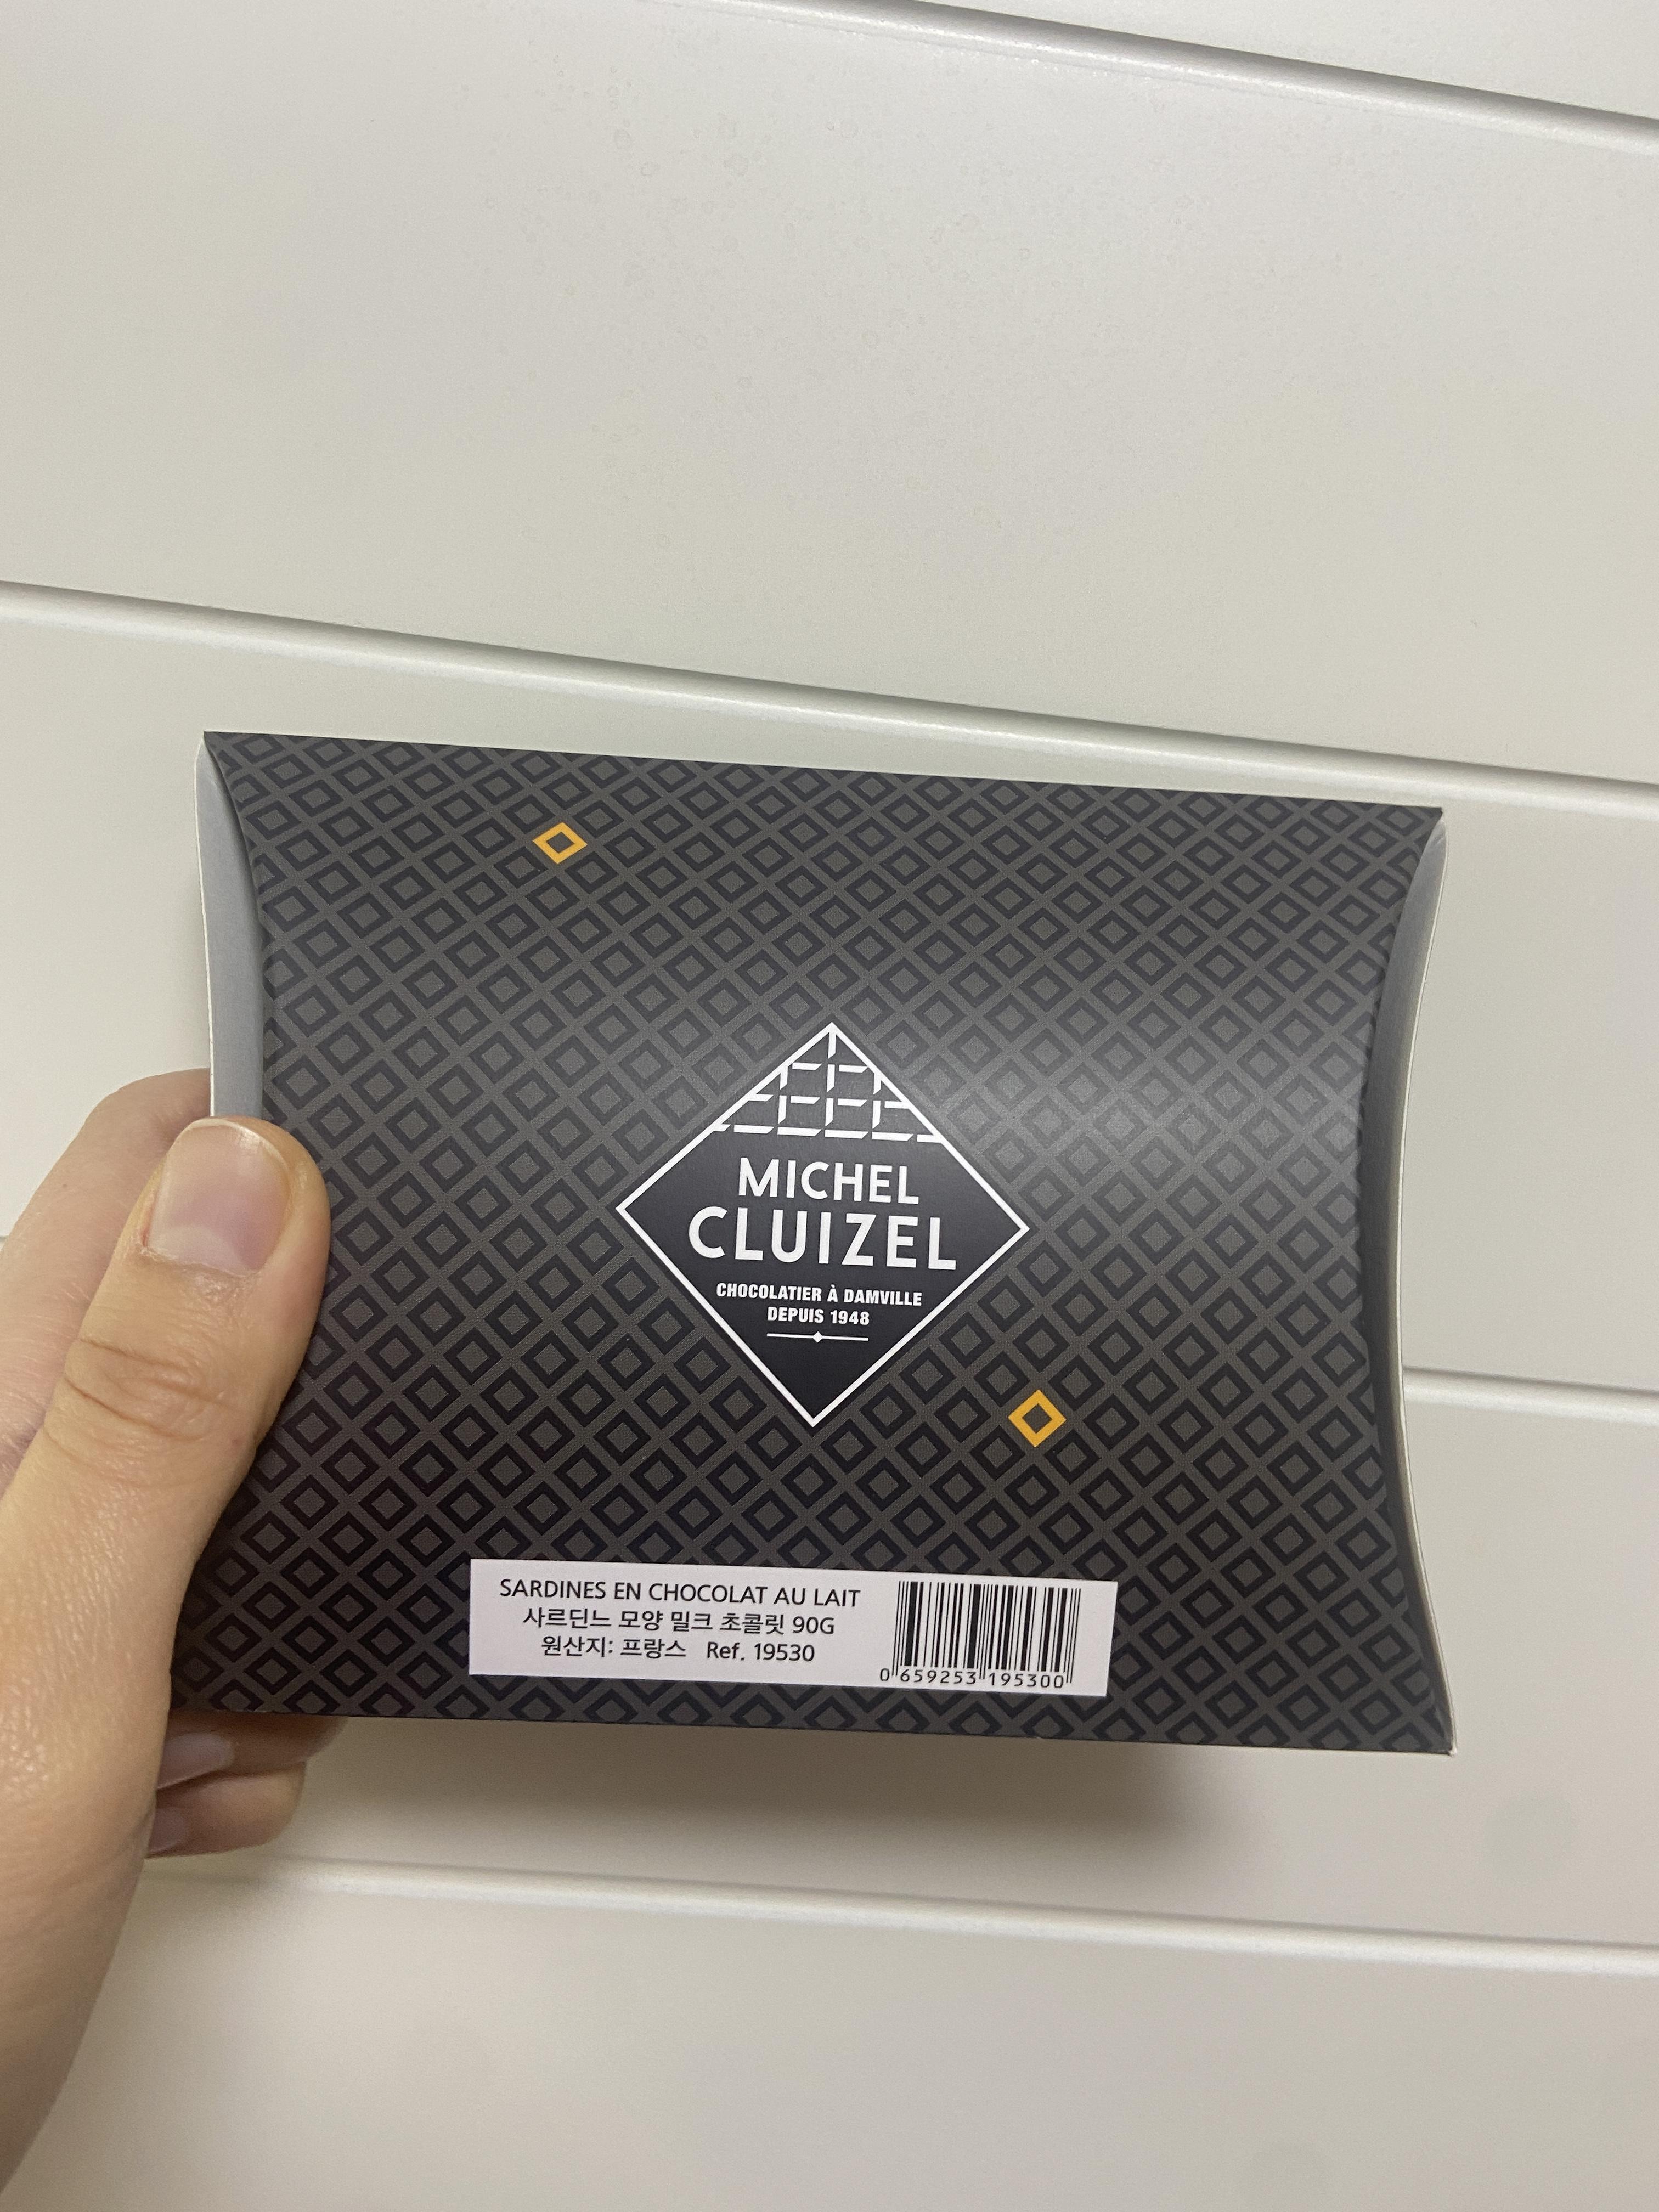 MICHEL
CLUIZEL
CHOCOLATIER À DAMVILLE
DEPUIS 1948
SARDINES EN CHOCOLAT AU LAIT
사르딘느 모양 밀크 초콜릿 90G
원산지: 프랑스 Ref. 19530
0 659253 195300